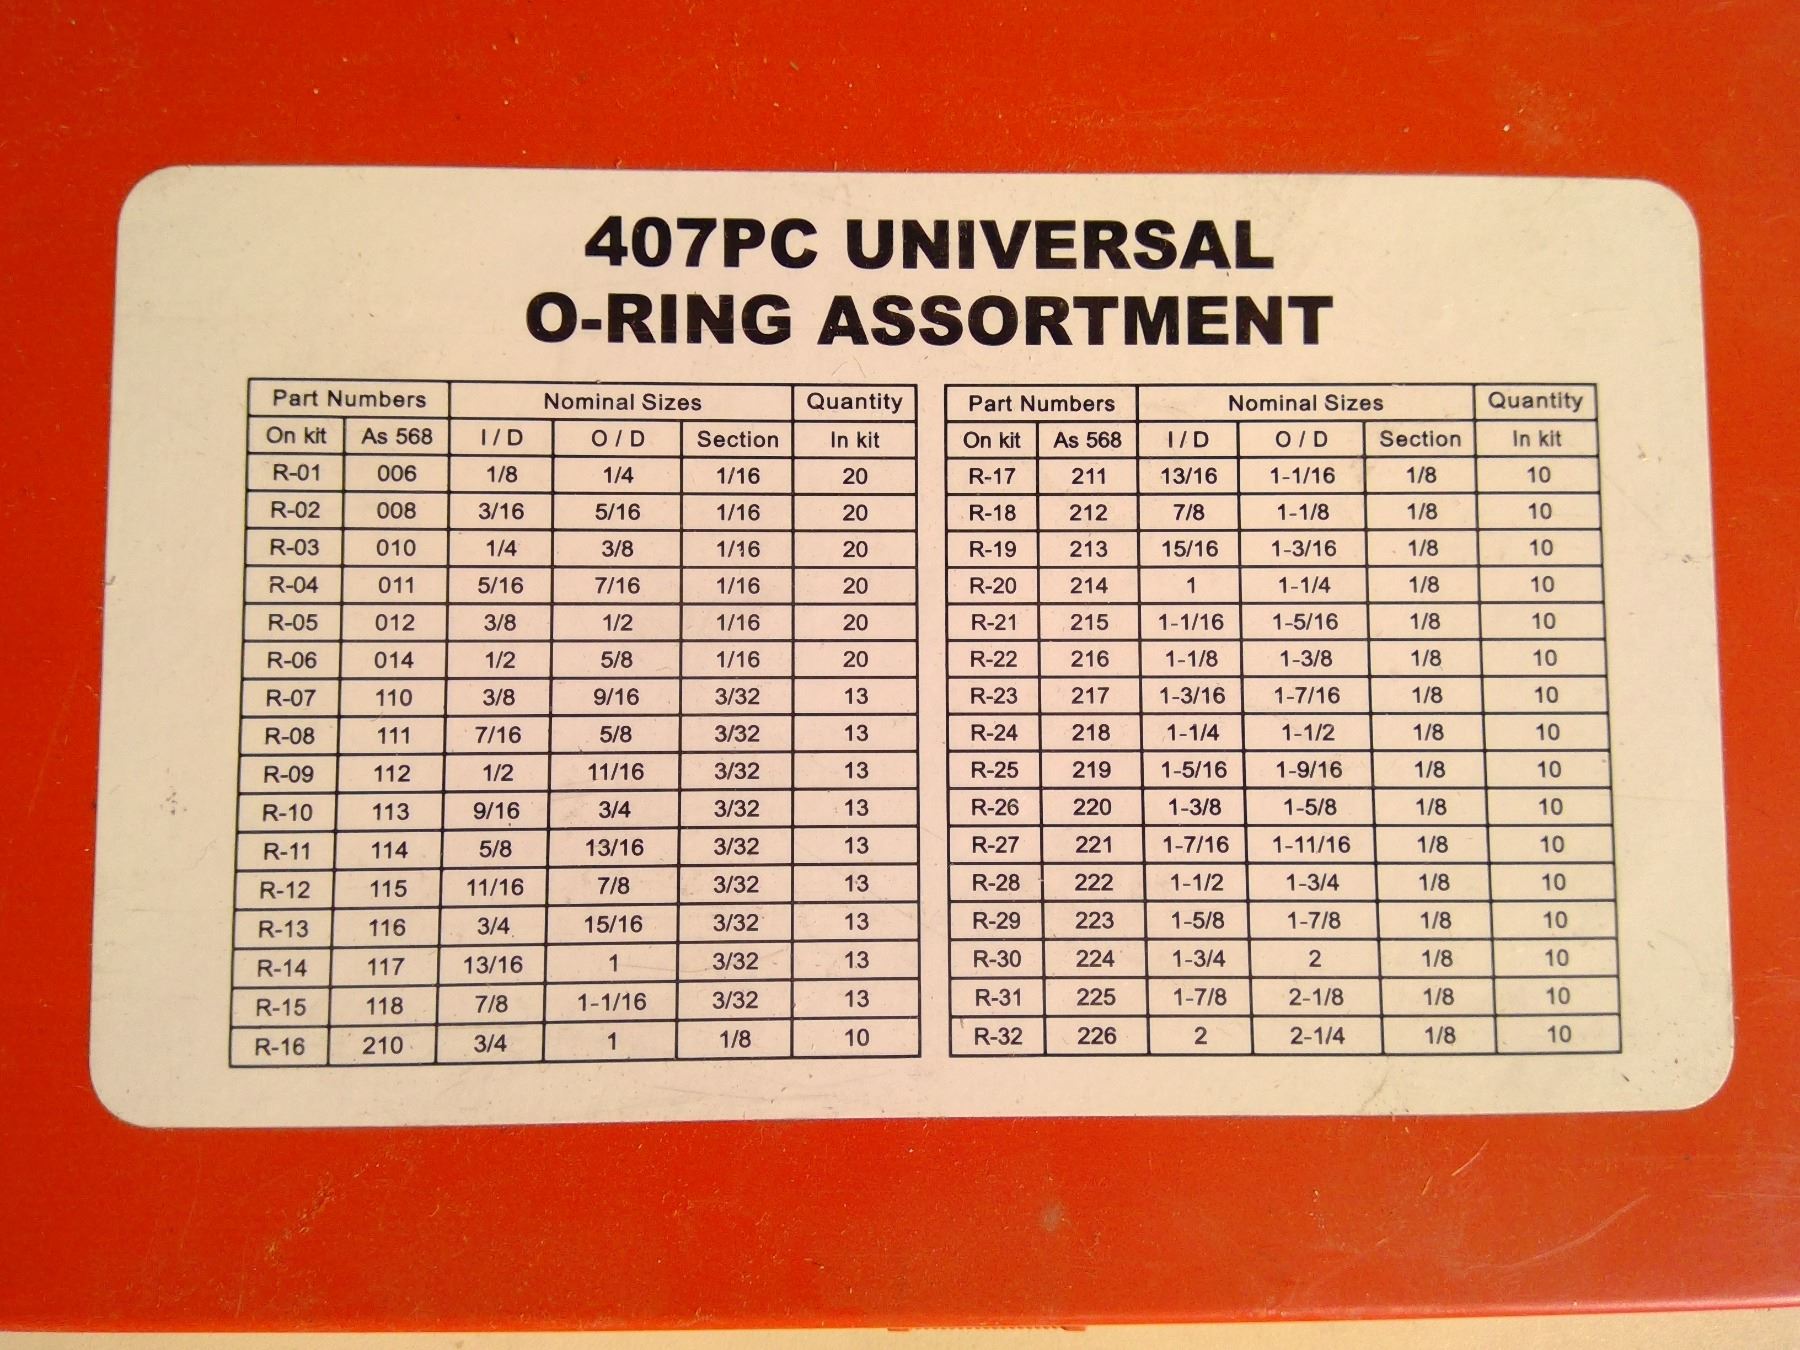 407PC UNIVERSAL
O-RING ASSORTMENT
Part Numbers Nominal Sizes Quantity
On kit As 568 I / D O / D Section In kit
R-01 006 1/8 1/4 1/16 20
R-02 008 3/16 5/16 1/16 20
R-03 010 1/4 3/8 1/16 20
R-04 011 5/16 7/16 1/16 20
R-05 012 3/8 1/2 1/16 20
R-06 014 1/2 5/8 1/16 20
R-07 110 3/8 9/16 3/32 13
R-08 111 7/16 5/8 3/32 13
R-09 112 1/2 11/16 3/32 13
R-10 113 9/16 3/4 3/32 13
R-11 114 5/8 13/16 3/32 13
R-12 115 11/16 7/8 3/32 13
R-13 116 3/4 15/16 3/32 13
R-14 117 13/16 1 3/32 13
R-15 118 7/8 1-1/16 3/32 13
R-16 210 3/4 1 1/8 10
Part Numbers Nominal Sizes Quantity
On kit As 568 I / D O / D Section In kit
R-17 211 13/16 1-1/16 1/8 10
R-18 212 7/8 1-1/8 1/8 10
R-19 213 15/16 1-3/16 1/8 10
R-20 214 1 1-1/4 1/8 10
R-21 215 1-1/16 1-5/16 1/8 10
R-22 216 1-1/8 1-3/8 1/8 10
R-23 217 1-3/16 1-7/16 1/8 10
R-24 218 1-1/4 1-1/2 1/8 10
R-25 219 1-5/16 1-9/16 1/8 10
R-26 220 1-3/8 1-5/8 1/8 10
R-27 221 1-7/16 1-11/16 1/8 10
R-28 222 1-1/2 1-3/4 1/8 10
R-29 223 1-5/8 1-7/8 1/8 10
R-30 224 1-3/4 2 1/8 10
R-31 225 1-7/8 2-1/8 1/8 10
R-32 226 2 2-1/4 1/8 10